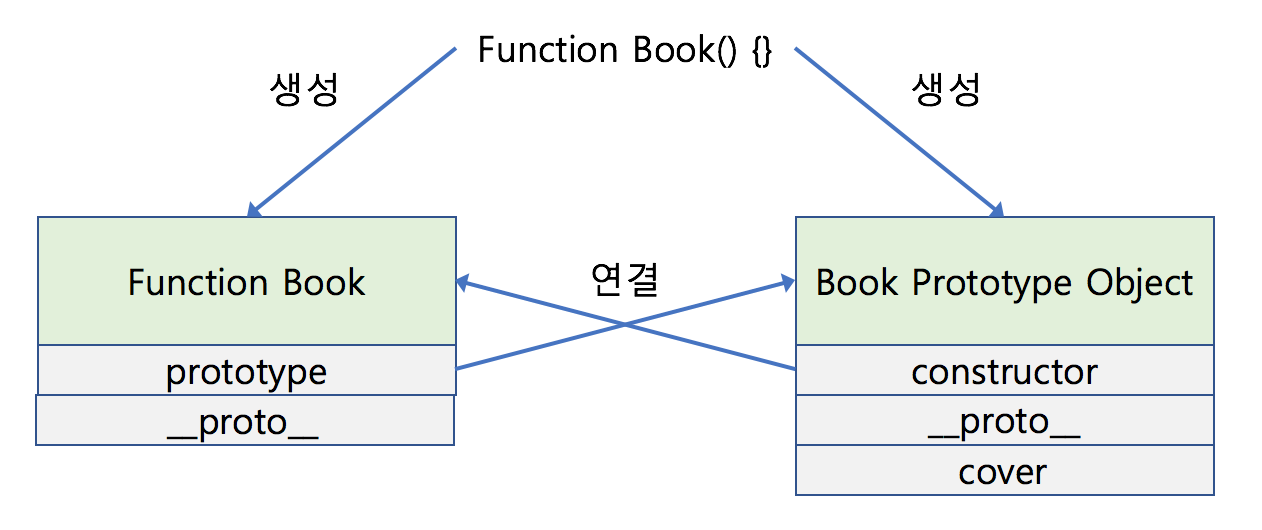 Function Book() {}
생성
생성
Function Book
연결
Book Prototype Object
prototype
constructor
__proto__
__proto__
cover